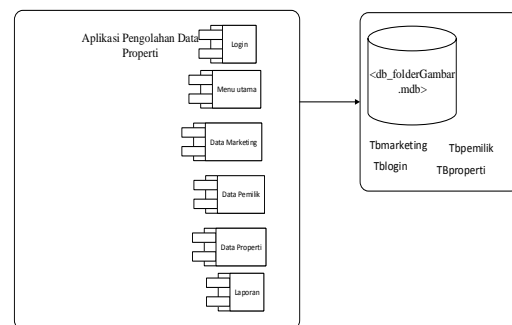 Aplikasi Pengolahan Data
Properti
Login
Menu utama
Data Marketing
Data Pemilik
Data Properti
Laporan
<db_folderGambar
.mdb>
Tbmarketing
Tbpemilik
Tblogin
TBproperti